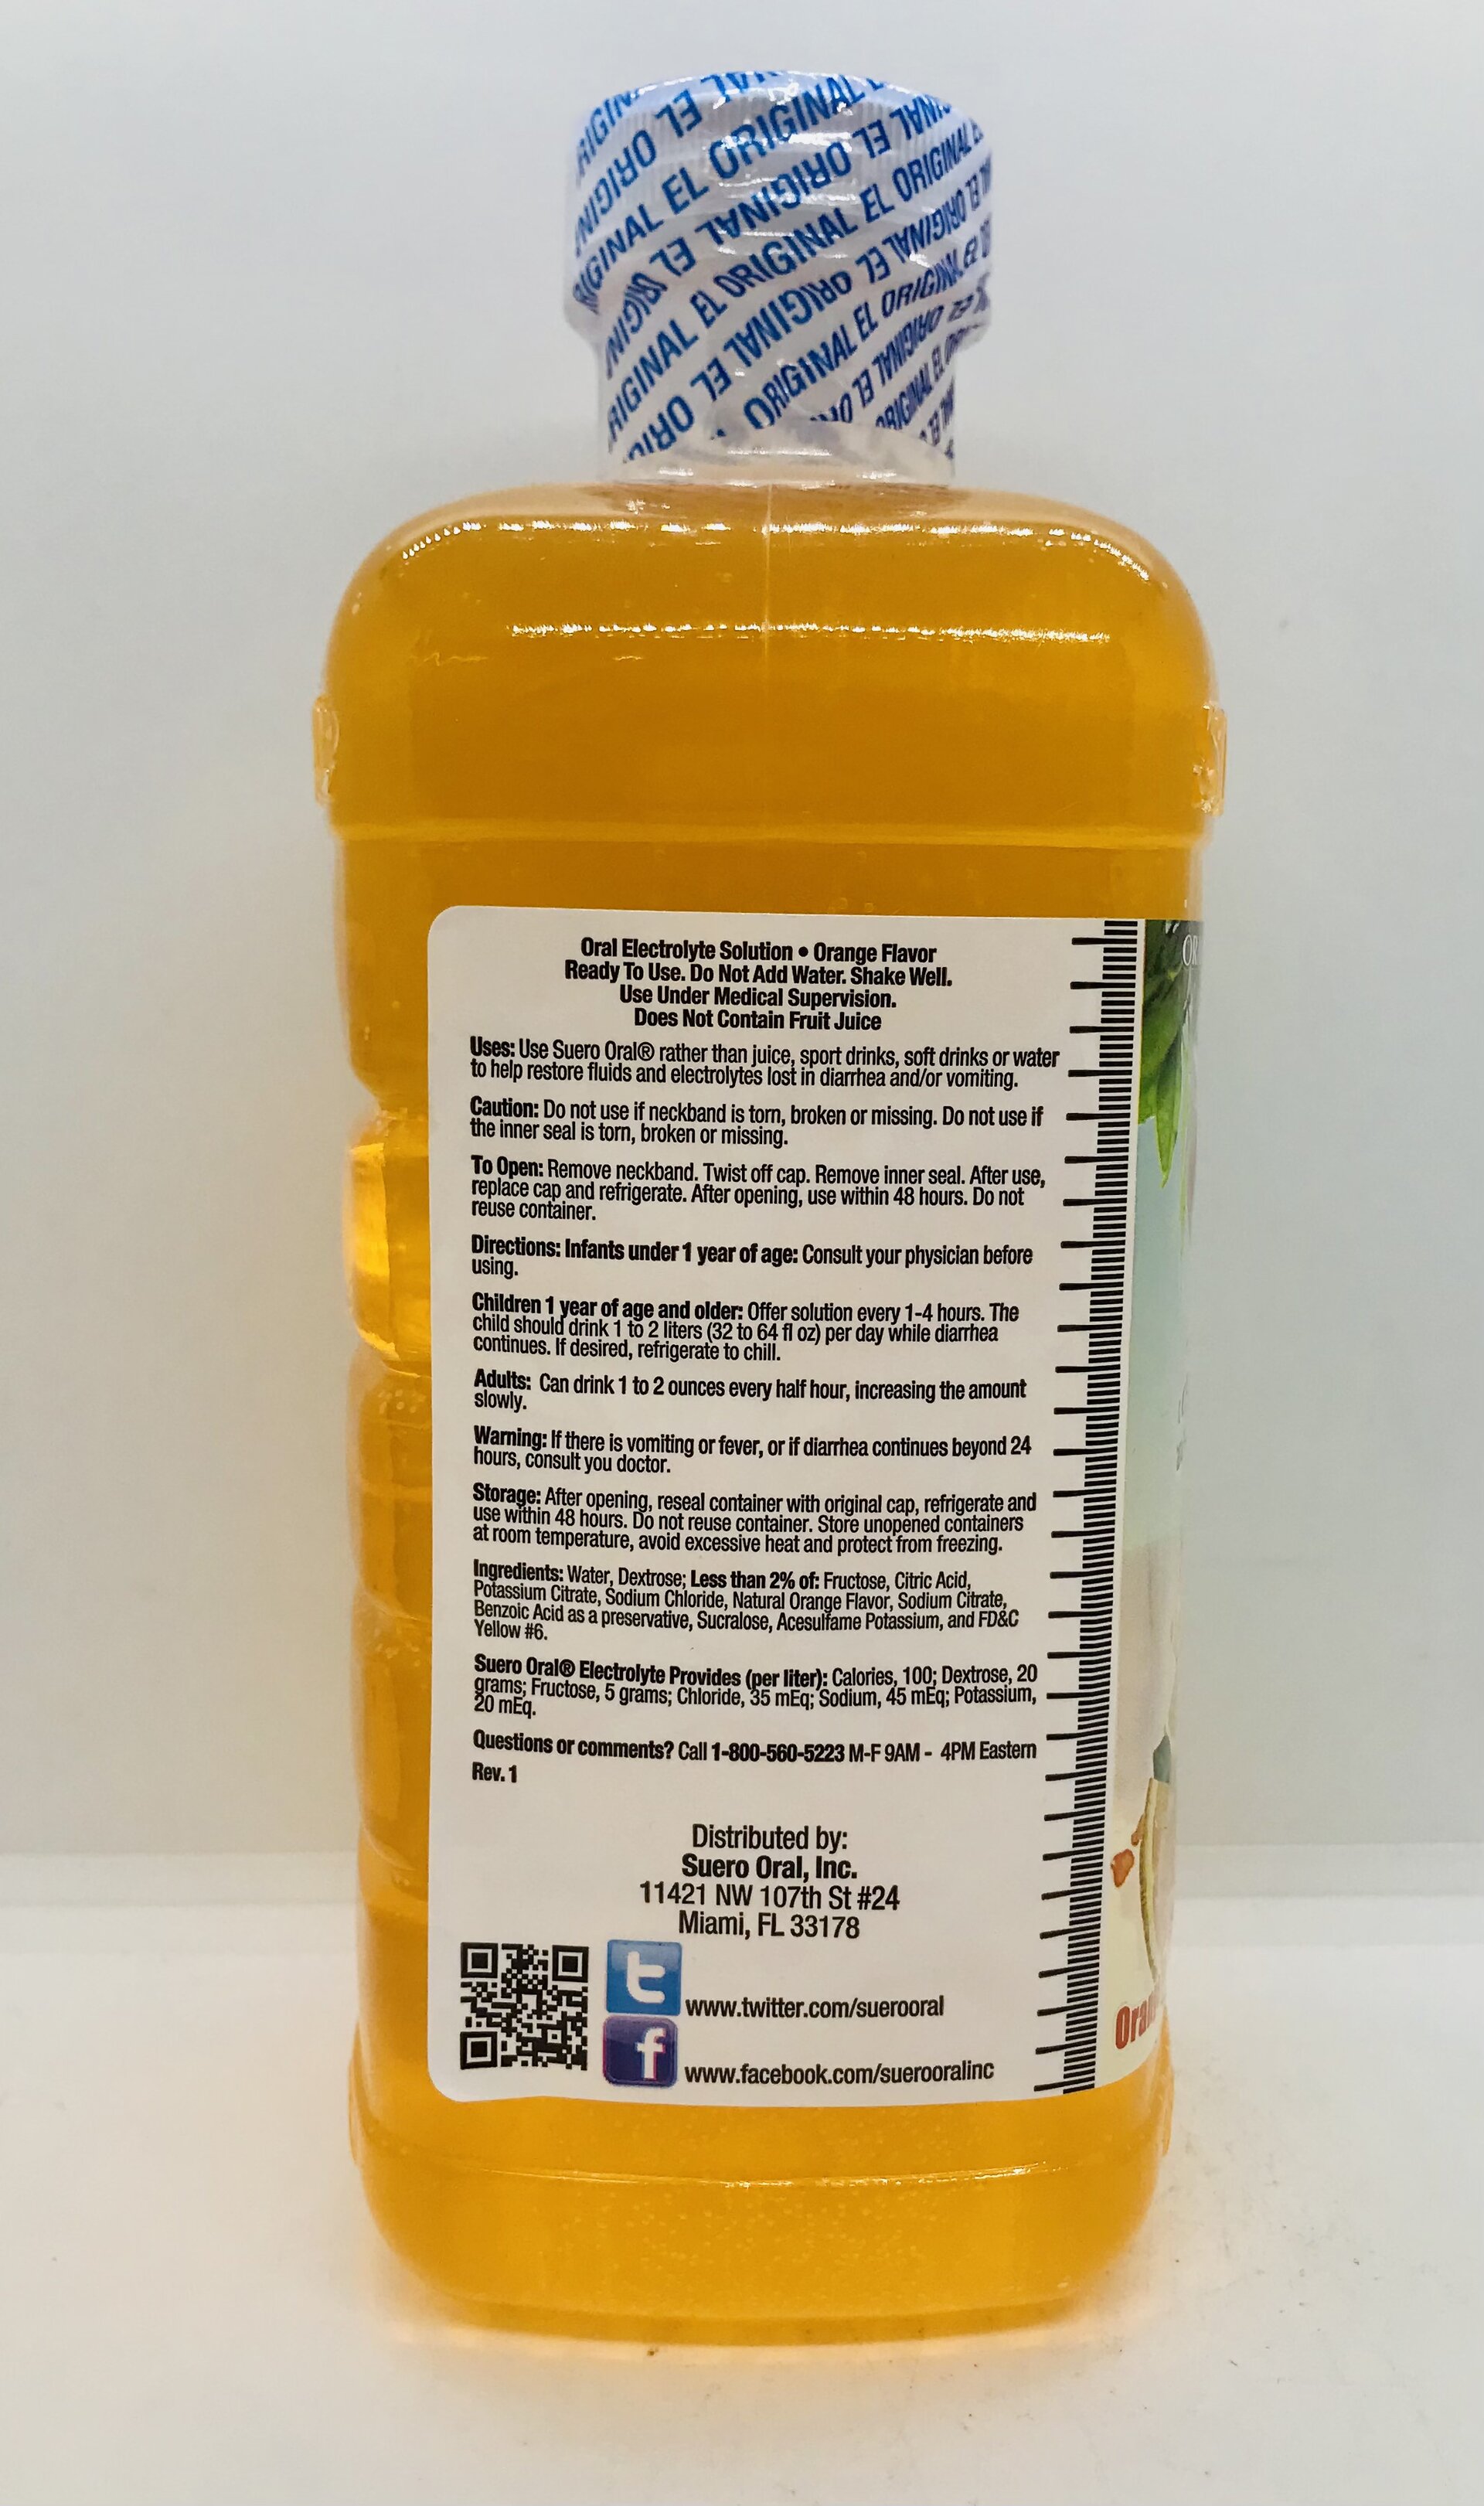 ORIGINAL EL ORIGINAL
ORIGINAL EL ORIGINAL EL ORIGINAL
ORIGINAL EL ORIGINAL
Oral Electrolyte Solution • Orange Flavor
Ready To Use. Do Not Add Water. Shake Well.
Use Under Medical Supervision.
Does Not Contain Fruit Juice
Uses: Use Suero Oral® rather than juice, sport drinks, soft drinks or water
to help restore fluids and electrolytes lost in diarrhea and/or vomiting.
Caution: Do not use if neckband is torn, broken or missing. Do not use if
the inner seal is torn, broken or missing.
To Open: Remove neckband. Twist off cap. Remove inner seal. After use,
replace cap and refrigerate. After opening, use within 48 hours. Do not
reuse container.
Directions: Infants under 1 year of age: Consult your physician before
using.
Children 1 year of age and older: Offer solution every 1-4 hours. The
child should drink 1 to 2 liters (32 to 64 fl oz) per day while diarrhea
continues. If desired, refrigerate to chill.
Adults: Can drink 1 to 2 ounces every half hour, increasing the amount
slowly.
Warning: If there is vomiting or fever, or if diarrhea continues beyond 24
hours, consult you doctor.
Storage: After opening, reseal container with original cap, refrigerate and
use within 48 hours. Do not reuse container. Store unopened containers
at room temperature, avoid excessive heat and protect from freezing.
Ingredients: Water, Dextrose; Less than 2% of: Fructose, Citric Acid,
Potassium Citrate, Sodium Chloride, Natural Orange Flavor, Sodium Citrate,
Benzoic Acid as a preservative, Sucralose, Acesulfame Potassium, and FD&C
Yellow #6.
Suero Oral® Electrolyte Provides (per liter): Calories, 100; Dextrose, 20
grams; Fructose, 5 grams; Chloride, 35 mEq; Sodium, 45 mEq; Potassium,
20 mEq.
Questions or comments? Call 1-800-560-5223 M-F 9AM - 4PM Eastern
Rev. 1
Distributed by:
Suero Oral, Inc.
11421 NW 107th St #24
Miami, FL 33178
www.twitter.com/suerooral
www.facebook.com/suerooralinc